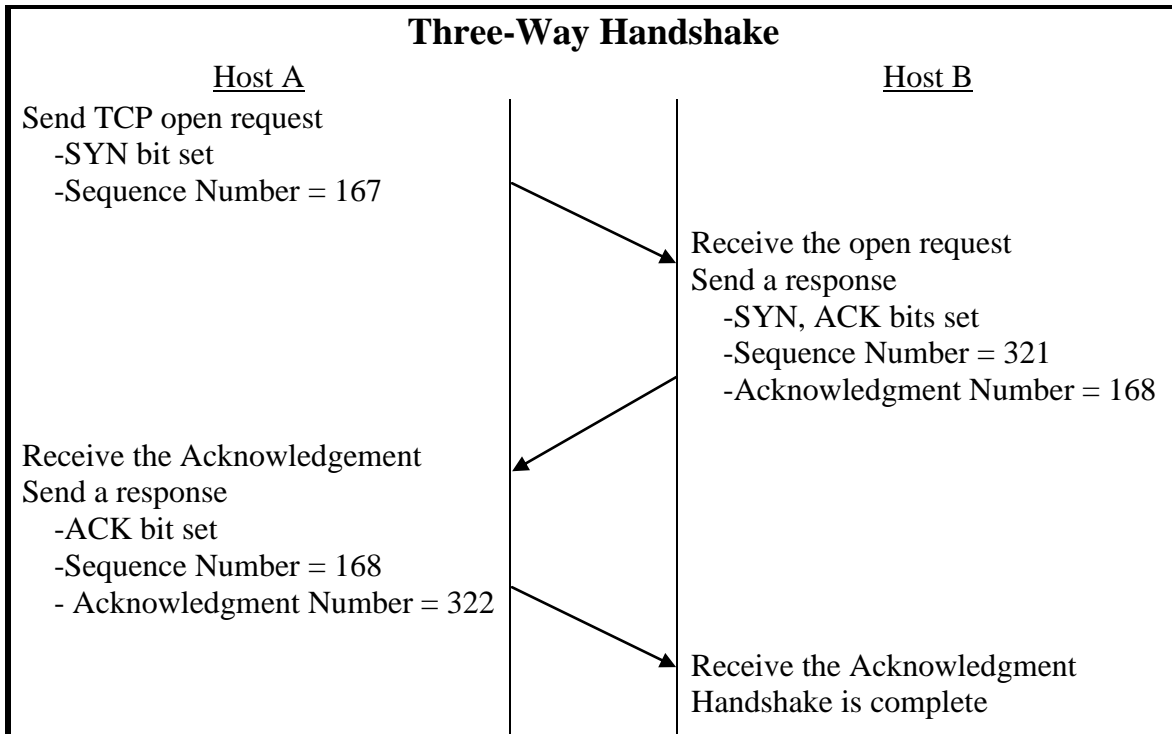 Three-Way Handshake
Host A
Host B
Send TCP open request
-SYN bit set
-Sequence Number = 167
Receive the open request
Send a response
-SYN, ACK bits set
-Sequence Number = 321
-Acknowledgment Number = 168
Receive the Acknowledgement
Send a response
-ACK bit set
-Sequence Number = 168
- Acknowledgment Number = 322
Receive the Acknowledgment
Handshake is complete